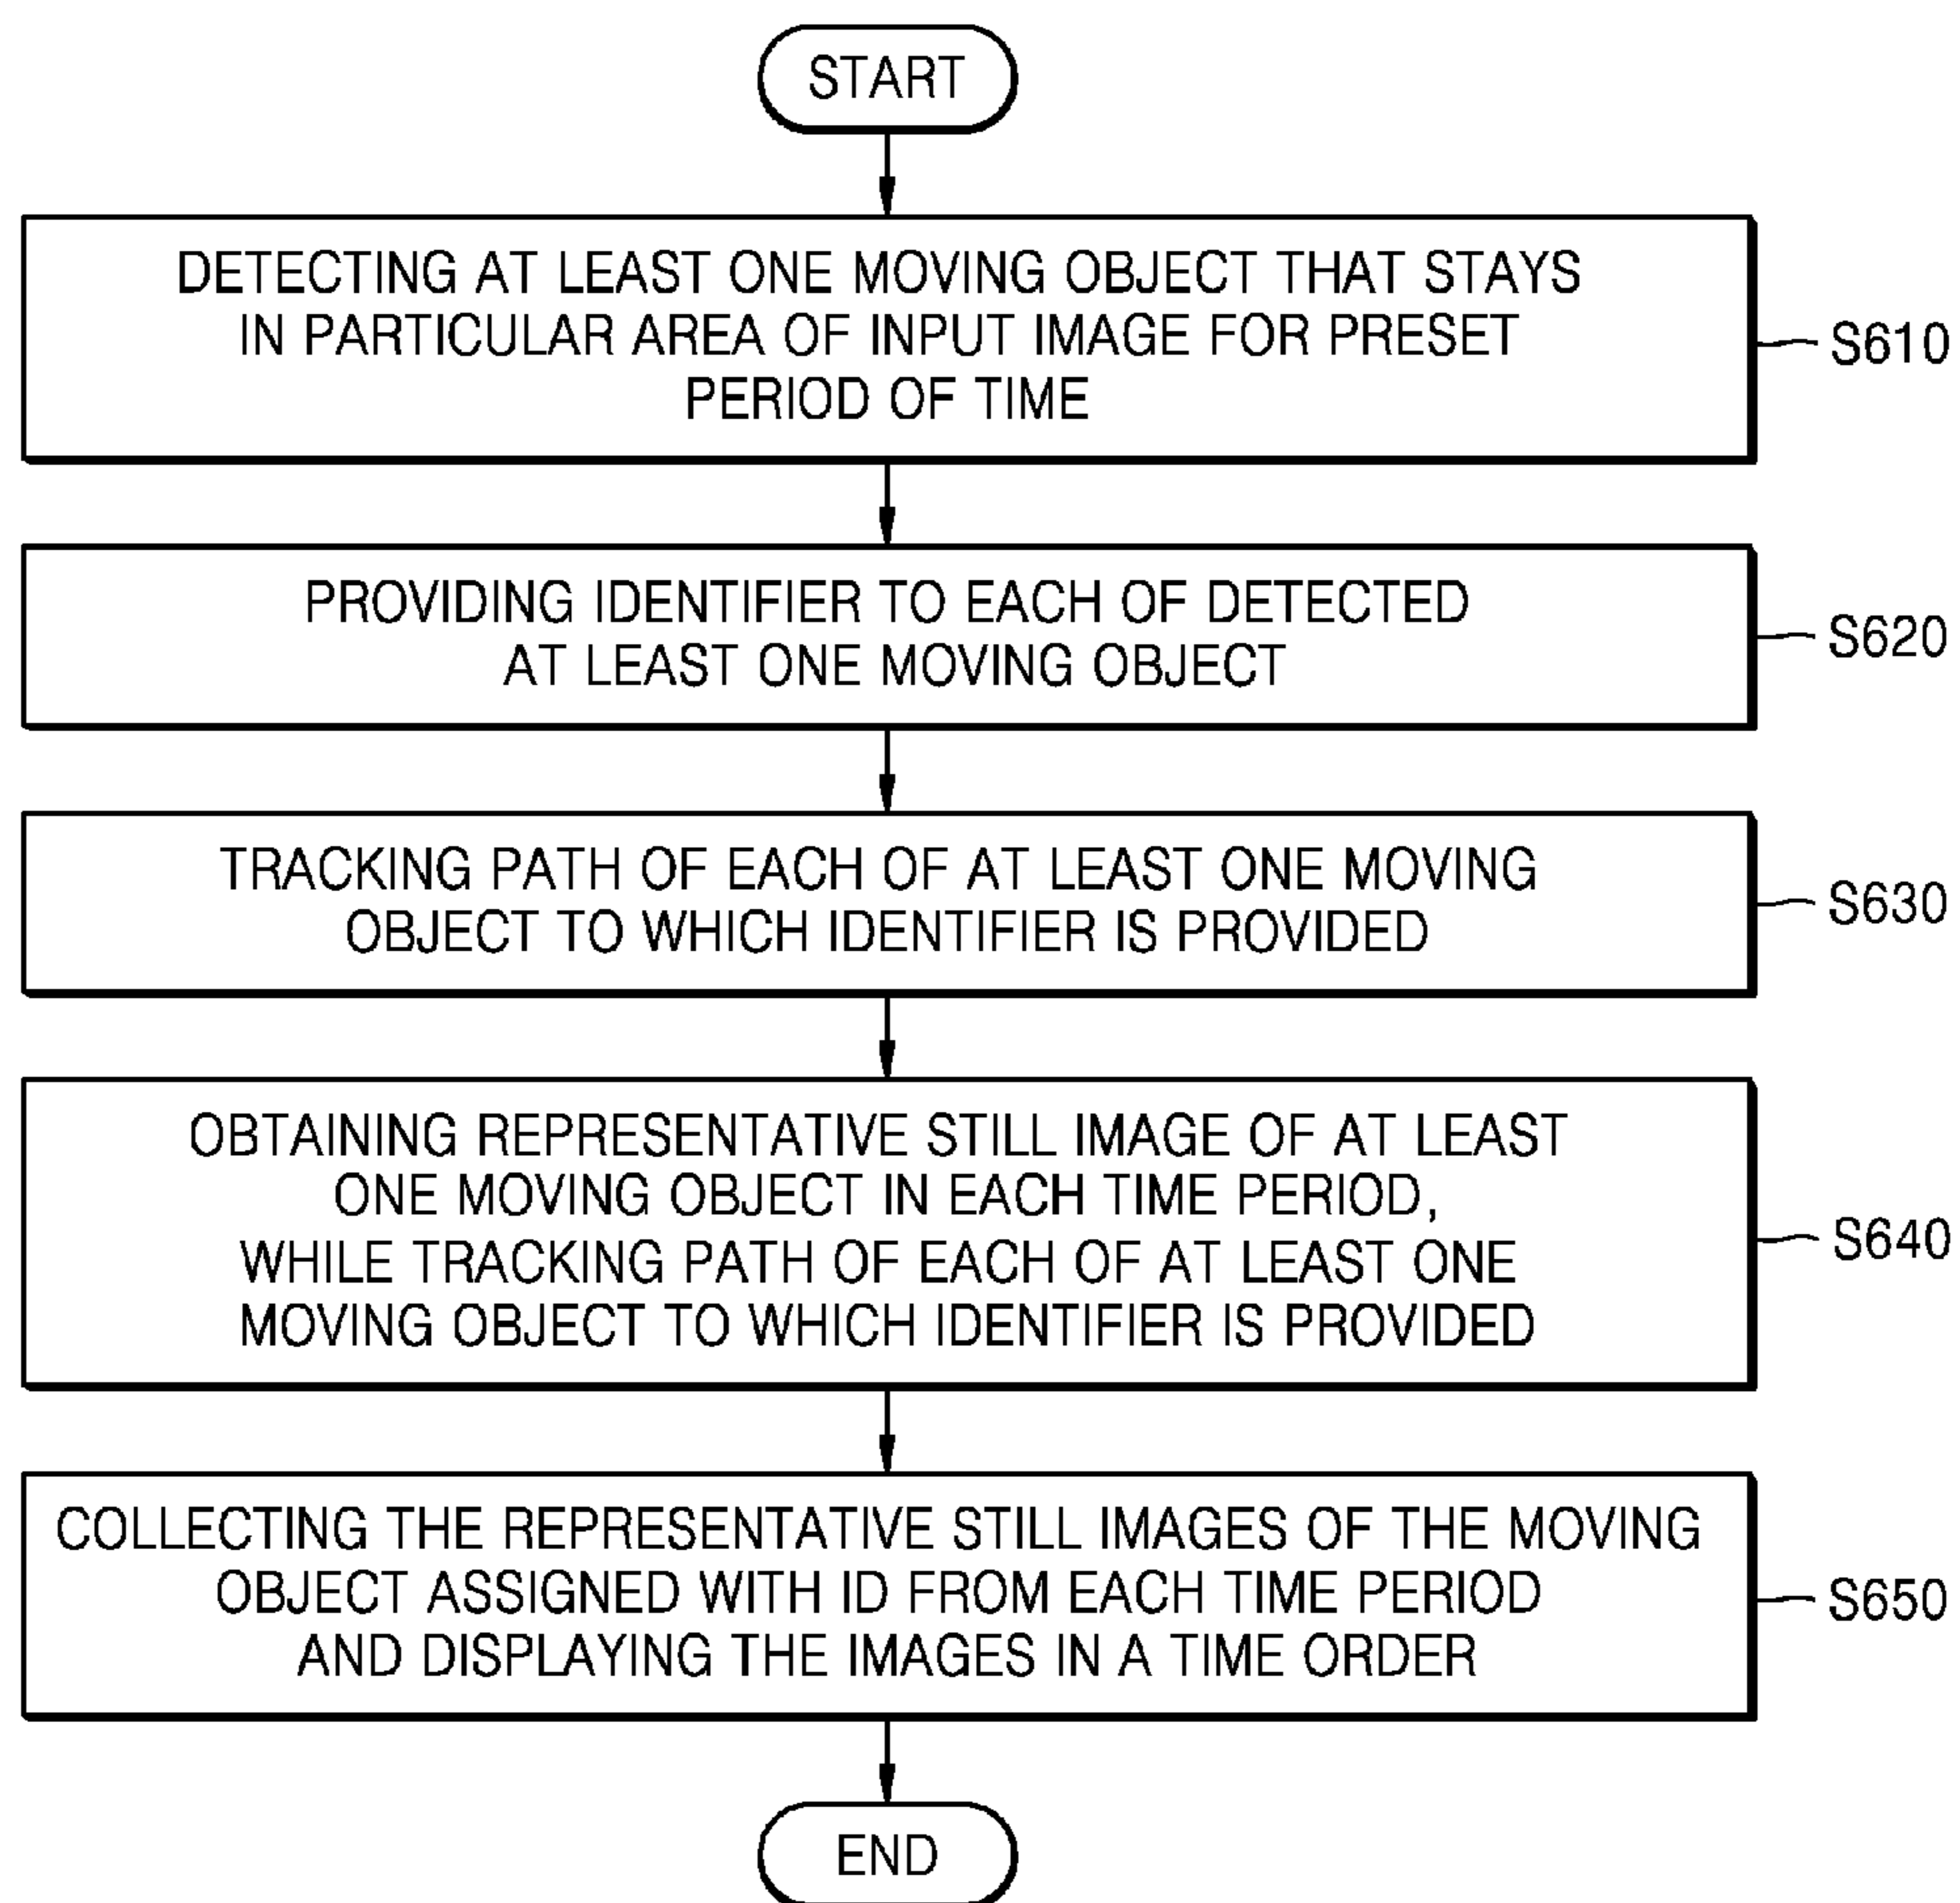 START
DETECTING AT LEAST ONE MOVING OBJECT THAT STAYS
IN PARTICULAR AREA OF INPUT IMAGE FOR PRESET
PERIOD OF TIME
S610
PROVIDING IDENTIFIER TO EACH OF DETECTED
AT LEAST ONE MOVING OBJECT
S620
TRACKING PATH OF EACH OF AT LEAST ONE MOVING
OBJECT TO WHICH IDENTIFIER IS PROVIDED
S630
OBTAINING REPRESENTATIVE STILL IMAGE OF AT LEAST
ONE MOVING OBJECT IN EACH TIME PERIOD,
WHILE TRACKING PATH OF EACH OF AT LEAST ONE
MOVING OBJECT TO WHICH IDENTIFIER IS PROVIDED
S640
COLLECTING THE REPRESENTATIVE STILL IMAGES OF THE MOVING
OBJECT ASSIGNED WITH ID FROM EACH TIME PERIOD
AND DISPLAYING THE IMAGES IN A TIME ORDER
S650
END